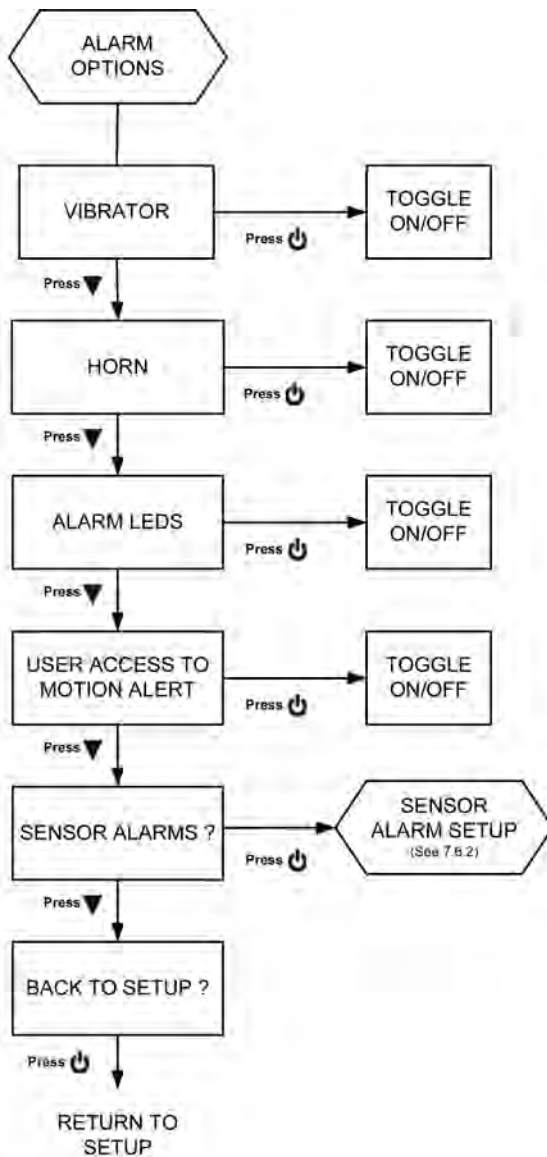 ALARM
OPTIONS
VIBRATOR
Press
TOGGLE
ON/OFF
Press
HORN
Press
TOGGLE
ON/OFF
Press
ALARM LEDS
Press
TOGGLE
ON/OFF
Press
USER ACCESS TO
MOTION ALERT
Press
TOGGLE
ON/OFF
Press
SENSOR ALARMS ?
Press
SENSOR
ALARM SETUP
(See 7.6.2)
Press
BACK TO SETUP ?
Press
RETURN TO
SETUP